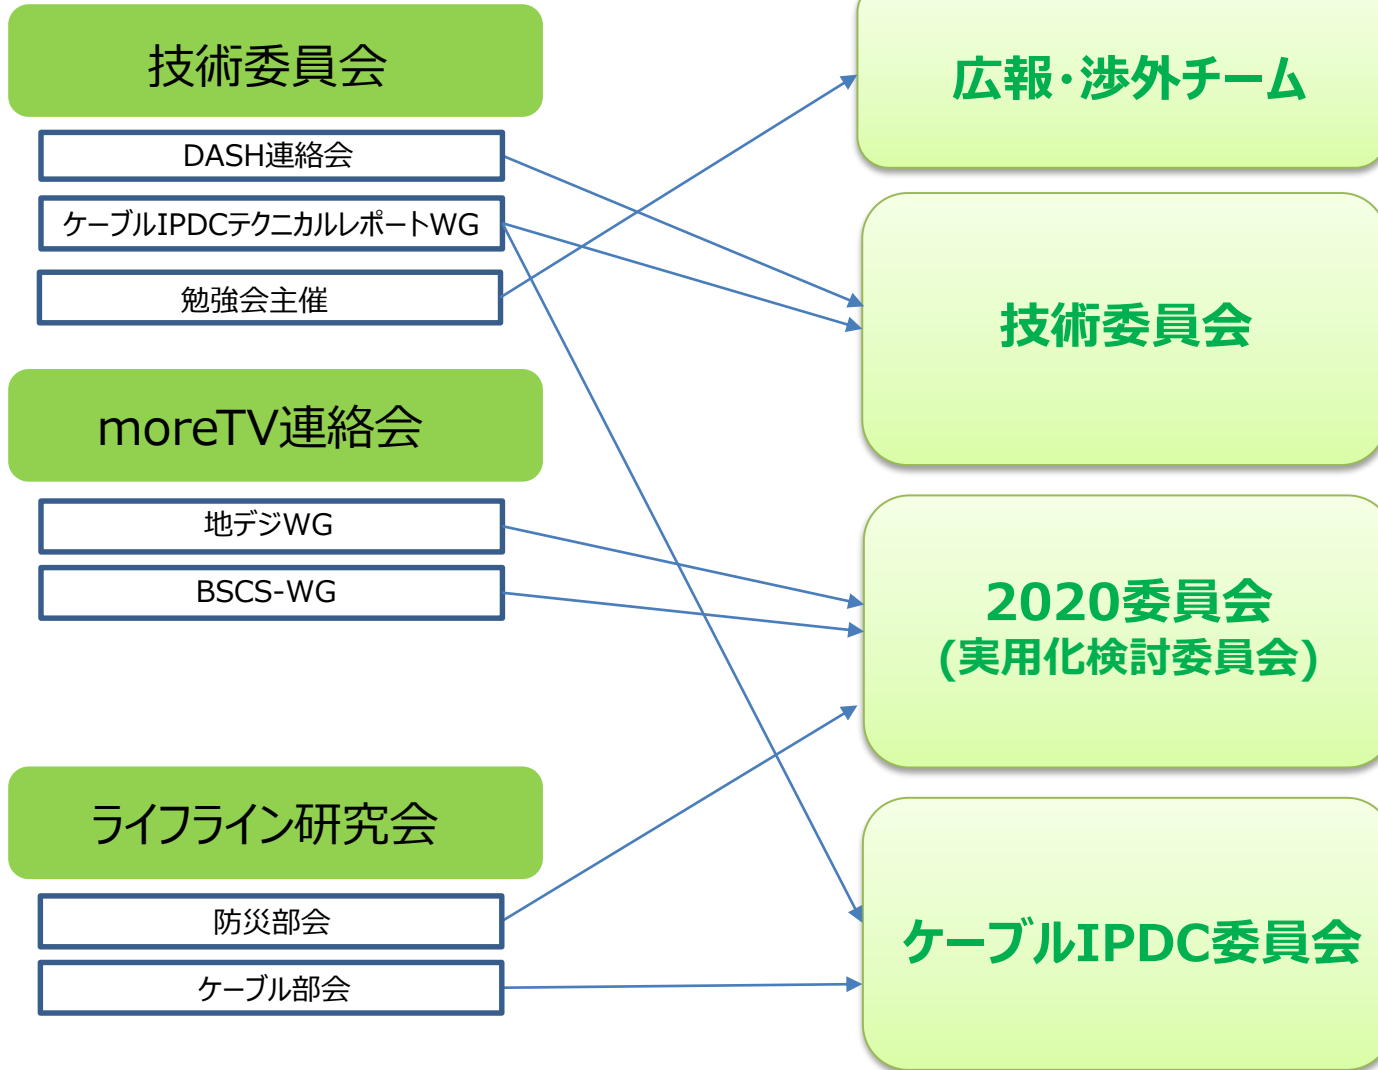 技術委員会
DASH連絡会
ケーブルIPDCテクニカルレポートWG
勉強会主催
moreTV連絡会
地デジWG
BSCS-WG
ライフライン研究会
防災部会
ケーブル部会
広報・渉外チーム
技術委員会
2020委員会
(実用化検討委員会)
ケーブルIPDC委員会